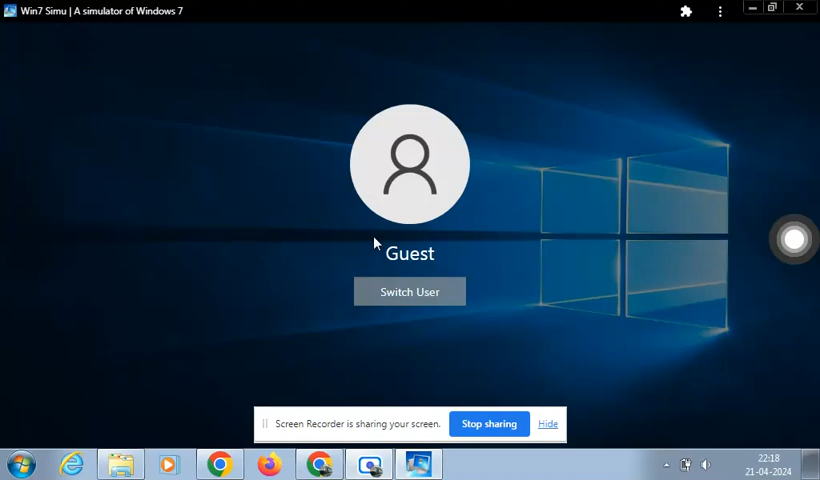 Win7 Simu | A simulator of Windows 7
Guest
Switch User
Screen Recorder is sharing your screen.
Stop sharing
Hide
22:18
21-04-2024